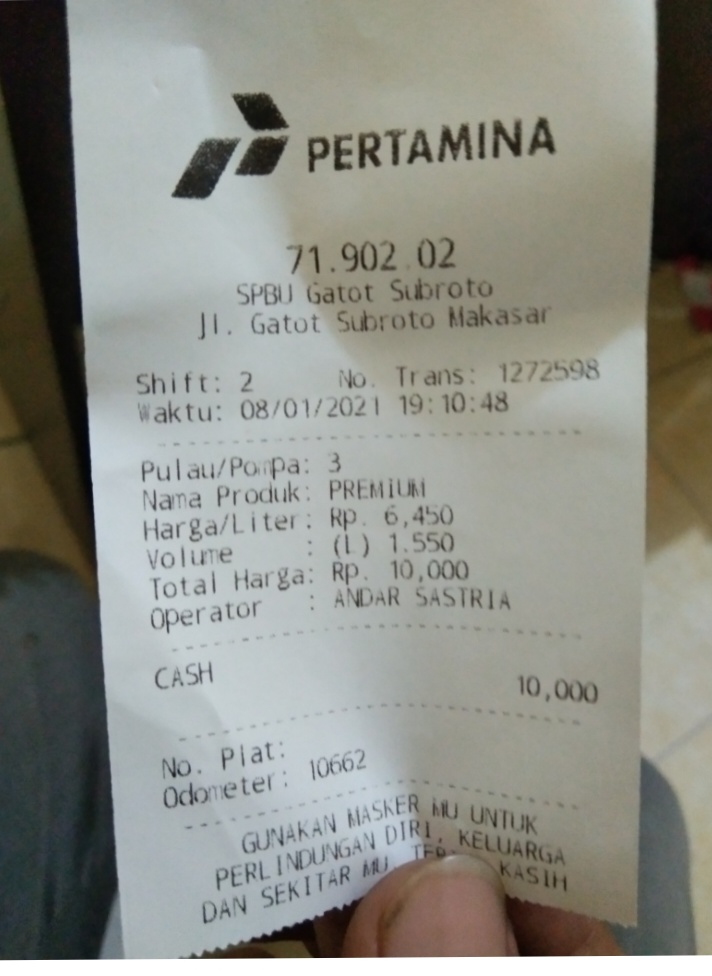 PERTAMINA
71.902.02
SPBU Gatot Subroto
Jl. Gatot Subroto Makasar
Shift: 2 No. Trans: 1272598
Waktu: 08/01/2021 19:10:48
Pulau/Pompa: 3
Nama Produk: PREMIUM
Harga/Liter: Rp. 6,450
Volume : (L) 1.550
Total Harga: Rp. 10,000
Operator : ANDAR SASTRIA
CASH 10,000
No. Plat:
Odometer: 10662
GUNAKAN MASKER MU UNTUK
PERLINDUNGAN DIRI, KELUARGA
DAN SEKITAR MU. KASIH